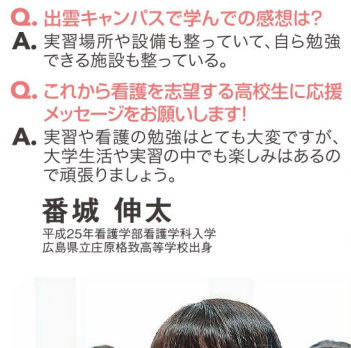 Q. 出雲キャンパスで学んでの感想は?
A. 実習場所や設備も整っていて、自ら勉強
できる施設も整っている。
Q. これから看護を志望する高校生に応援
メッセージをお願いします!
A. 実習や看護の勉強はとても大変ですが、
大学生活や実習の中でも楽しみはあるの
で頑張りましょう。
番城 伸太
平成25年看護学部看護学科入学
広島県立庄原格致高等学校出身